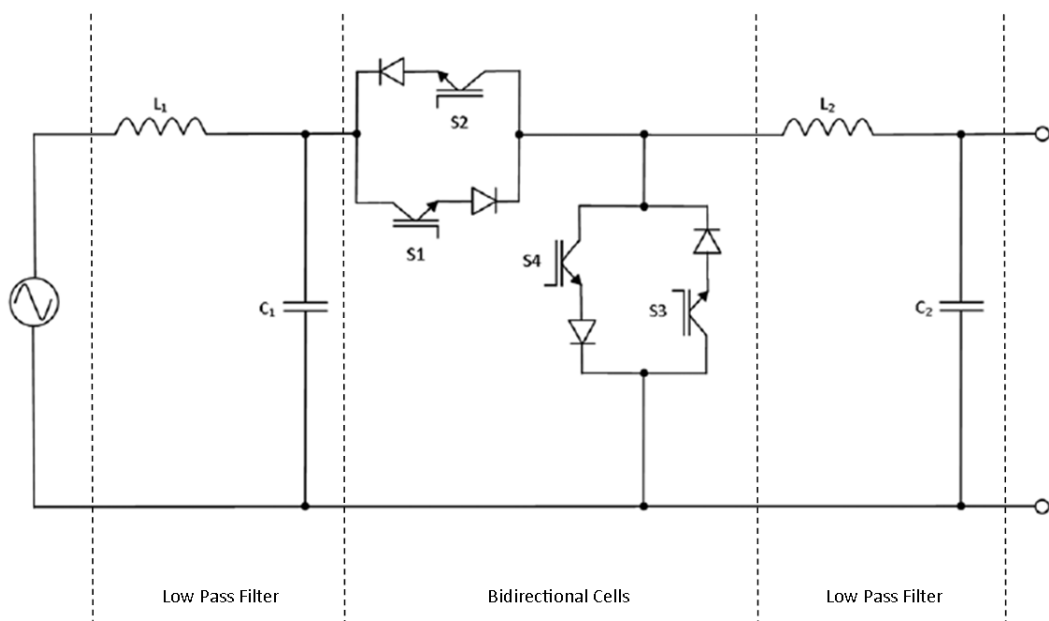 L₁
S2
L₂
S1
S4
S3
C₁
C₂
Low Pass Filter
Bidirectional Cells
Low Pass Filter